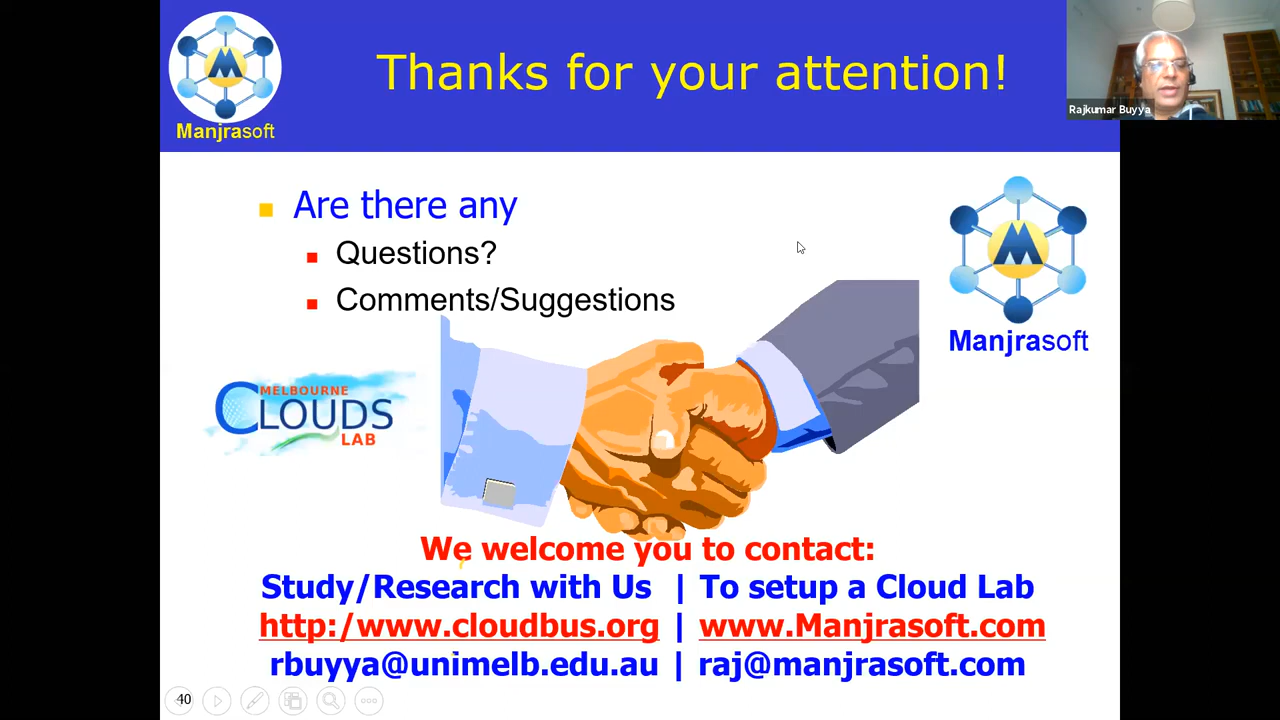 Manjrasoft
Thanks for your attention!
Rajkumar Buyya
Are there any
Questions?
Comments/Suggestions
Manjrasoft
MELBOURNE
CLOUDS
LAB
We welcome you to contact:
Study/Research with Us | To setup a Cloud Lab
http:/www.cloudbus.org | www.Manjrasoft.com
rbuyya@unimelb.edu.au | raj@manjrasoft.com
40